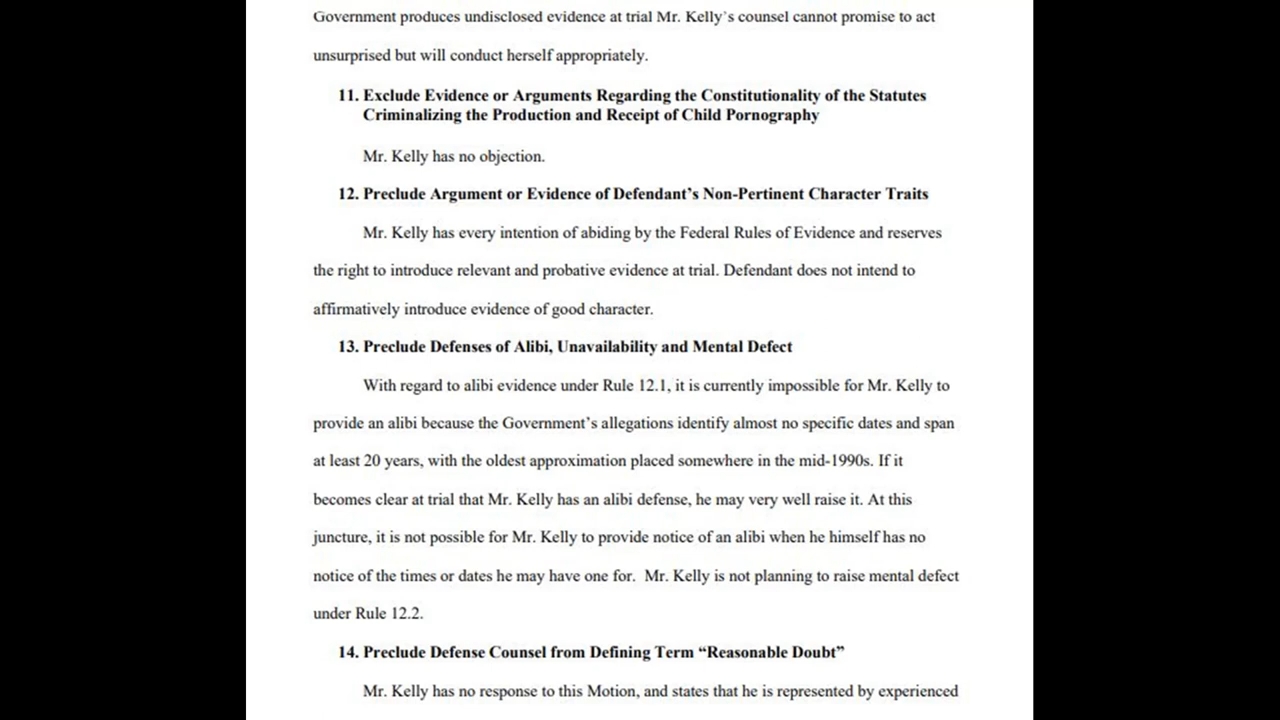 Government produces undisclosed evidence at trial Mr. Kelly's counsel cannot promise to act
unsurprised but will conduct herself appropriately.
11. Exclude Evidence or Arguments Regarding the Constitutionality of the Statutes
Criminalizing the Production and Receipt of Child Pornography
Mr. Kelly has no objection.
12. Preclude Argument or Evidence of Defendant's Non-Pertinent Character Traits
Mr. Kelly has every intention of abiding by the Federal Rules of Evidence and reserves
the right to introduce relevant and probative evidence at trial. Defendant does not intend to
affirmatively introduce evidence of good character.
13. Preclude Defenses of Alibi, Unavailability and Mental Defect
With regard to alibi evidence under Rule 12.1, it is currently impossible for Mr. Kelly to
provide an alibi because the Government's allegations identify almost no specific dates and span
at least 20 years, with the oldest approximation placed somewhere in the mid-1990s. If it
becomes clear at trial that Mr. Kelly has an alibi defense, he may very well raise it. At this
juncture, it is not possible for Mr. Kelly to provide notice of an alibi when he himself has no
notice of the times or dates he may have one for.  Mr. Kelly is not planning to raise mental defect
under Rule 12.2.
14. Preclude Defense Counsel from Defining Term “Reasonable Doubt”
Mr. Kelly has no response to this Motion, and states that he is represented by experienced